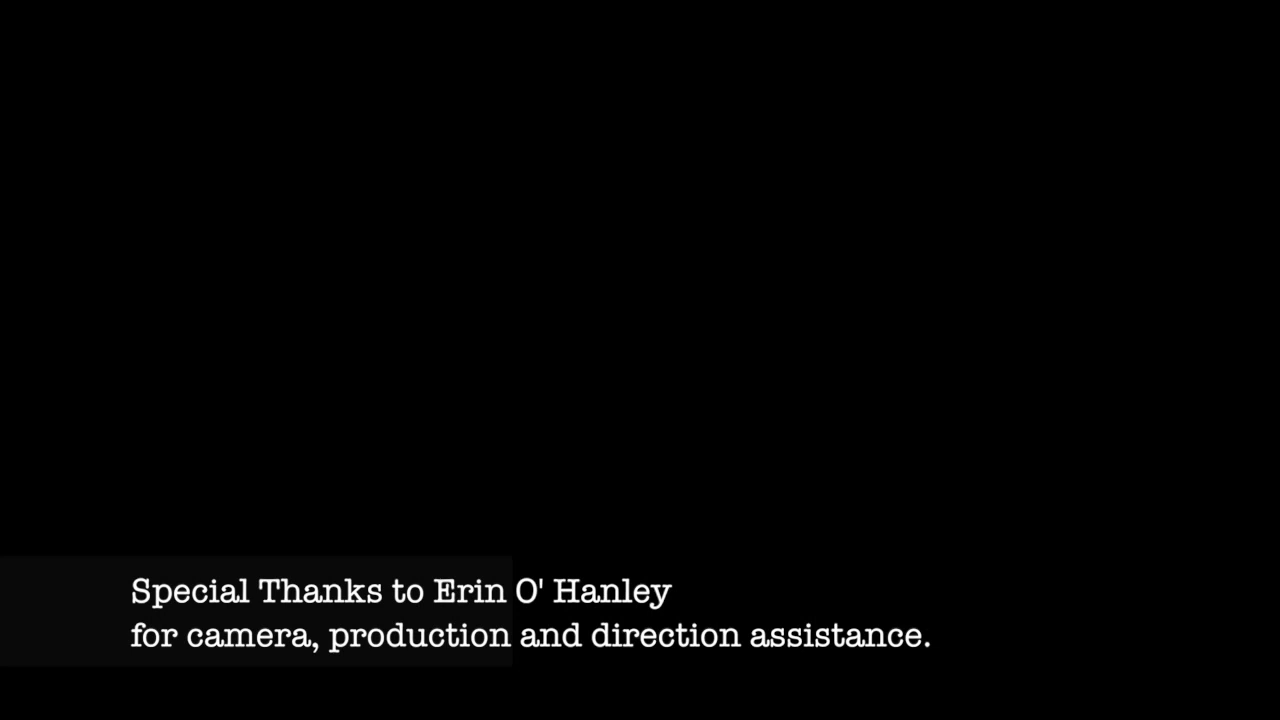 Special Thanks to Erin O' Hanley
for camera, production and direction assistance.